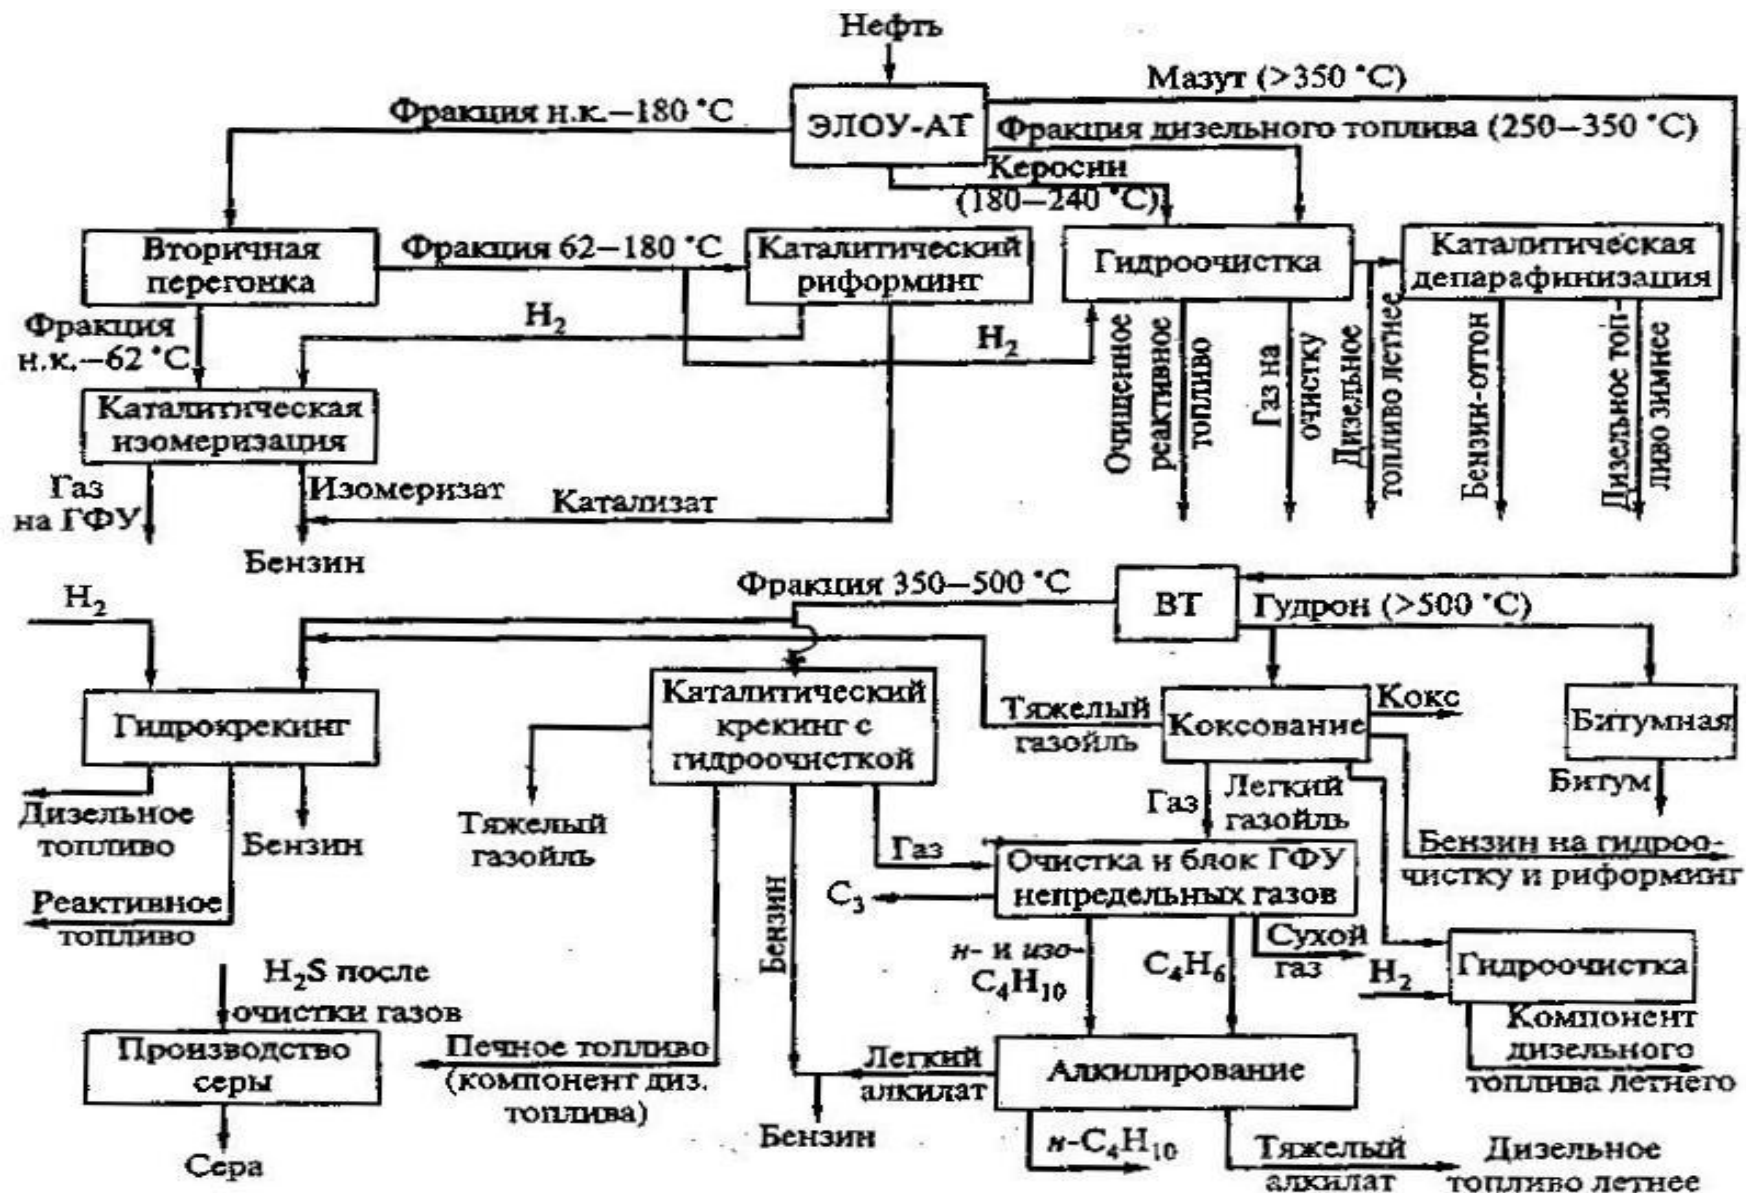 Нефть
Мазут (>350 °C)
Фракция н.к.–180 °C
ЭЛОУ-АТ
Фракция дизельного топлива (250–350 °C)
Керосин
(180–240 °C)
Вторичная
перегонка
Фракция 62–180 °C
Каталитический
риформинг
Гидроочистка
Каталитическая
депарафинизация
Фракция
н.к.–62 °C
H₂
H₂
Каталитическая
изомеризация
Очищенное
реактивное
топливо
Газ на
очистку
Дизельное
топливо летнее
Бензин-отгон
Дизельное топ-
ливо зимнее
Газ
на ГФУ
Изомеризат
Катализат
Бензин
H₂
Фракция 350–500 °C
ВТ
Гудрон (>500 °C)
Гидрокрекинг
Каталитический
крекинг с
гидроочисткой
Тяжелый
газойль
Коксование
Кокс
Битумная
Битум
Дизельное
топливо
Бензин
Тяжелый
газойль
Газ
Легкий
газойль
Газ
Очистка и блок ГФУ
непредельных газов
Бензин на гидроо-
чистку и риформинг
C₃
Реактивное
топливо
Бензин
н- и изо-
C₄H₁₀
C₄H₆
Сухой
газ
H₂
Гидроочистка
H₂S после
очистки газов
Производство
серы
Печное топливо
(компонент диз.
топлива)
Легкий
алкилат
Алкилирование
Компонент
дизельного
топлива летнего
Сера
Бензин
н-C₄H₁₀
Тяжелый
алкилат
Дизельное
топливо летнее